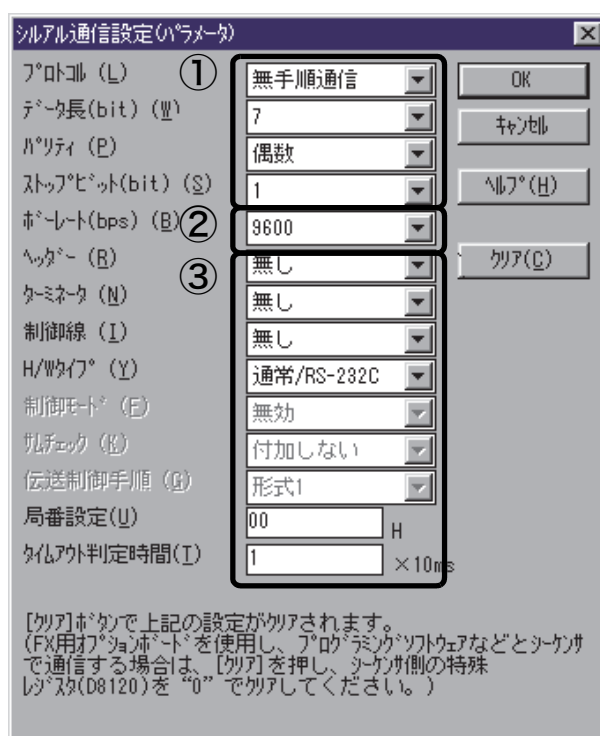 シルアル通信設定(パラメータ)
プロトコル (L) ① 無手順通信 OK
データ長(bit) (W) 7 キャンセル
パリティ (P) 偶数
ストップビット(bit) (S) 1 ヘルプ(H)
ボーレート(bps) (B) ② 9600
ヘッダー (R) ③ 無し クリア(C)
ターミネータ (N) 無し
制御線 (I) 無し
H/Wタイプ (Y) 通常/RS-232C
制御モード (E) 無効
サムチェック (K) 付加しない
伝送制御手順 (G) 形式1
局番設定(U) 00 H
タイムアウト判定時間(T) 1 ×10ms
[クリア]ボタンで上記の設定がクリアされます。
(FX用オプションボードを使用し、プログラミングソフトウェアなどとシーケンサ
で通信する場合は、[クリア]を押し、シーケンサ側の特殊
レジスタ(D8120)を “0” でクリアしてください。)